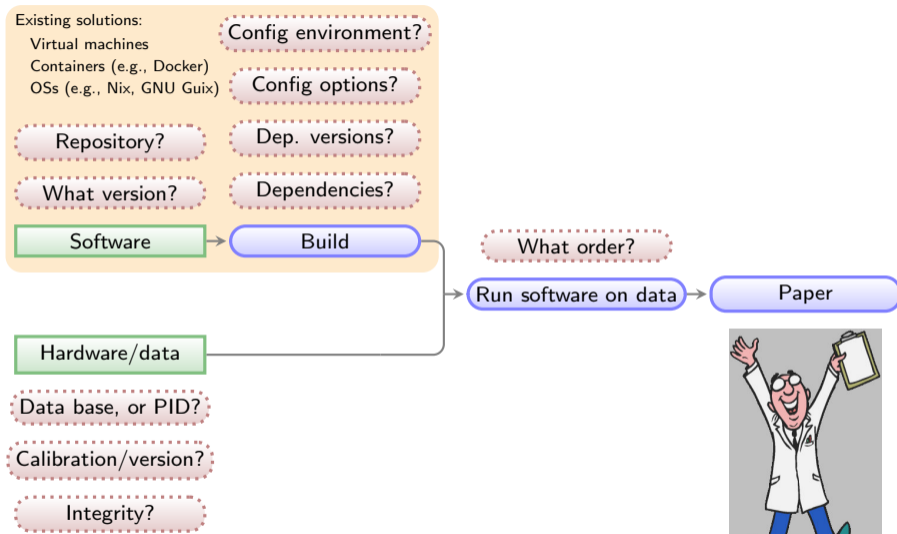 Existing solutions:
Virtual machines
Containers (e.g., Docker)
OSs (e.g., Nix, GNU Guix)
Config environment?
Config options?
Repository?
Dep. versions?
What version?
Dependencies?
Software
Build
What order?
Run software on data
Paper
Hardware/data
Data base, or PID?
Calibration/version?
Integrity?